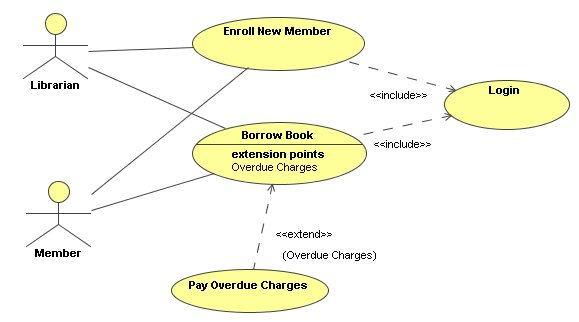 Enroll New Member
Librarian
<<include>>
Login
Borrow Book
extension points
Overdue Charges
<<include>>
Member
<<extend>>
(Overdue Charges)
Pay Overdue Charges